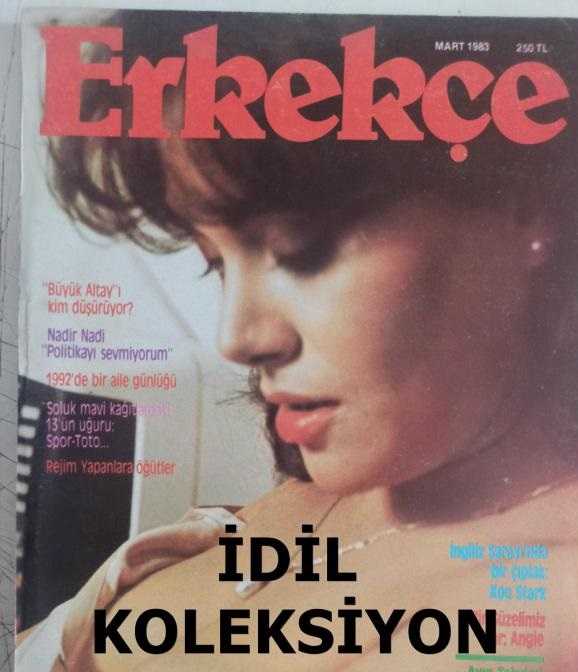 Erkekçe
MART 1983 250 TL
"Büyük Altay"ı
kim düşürüyor?
Nadir Nadi
"Politikayı sevmiyorum"
1992'de bir aile günlüğü
Soluk mavi
13'ün uğuru:
Spor-Toto...
Rejim Yapanlara öğütler
İngiliz Sarayı'nda
bir çıplak:
Koo Stark
Angie
İDİL
KOLEKSİYON